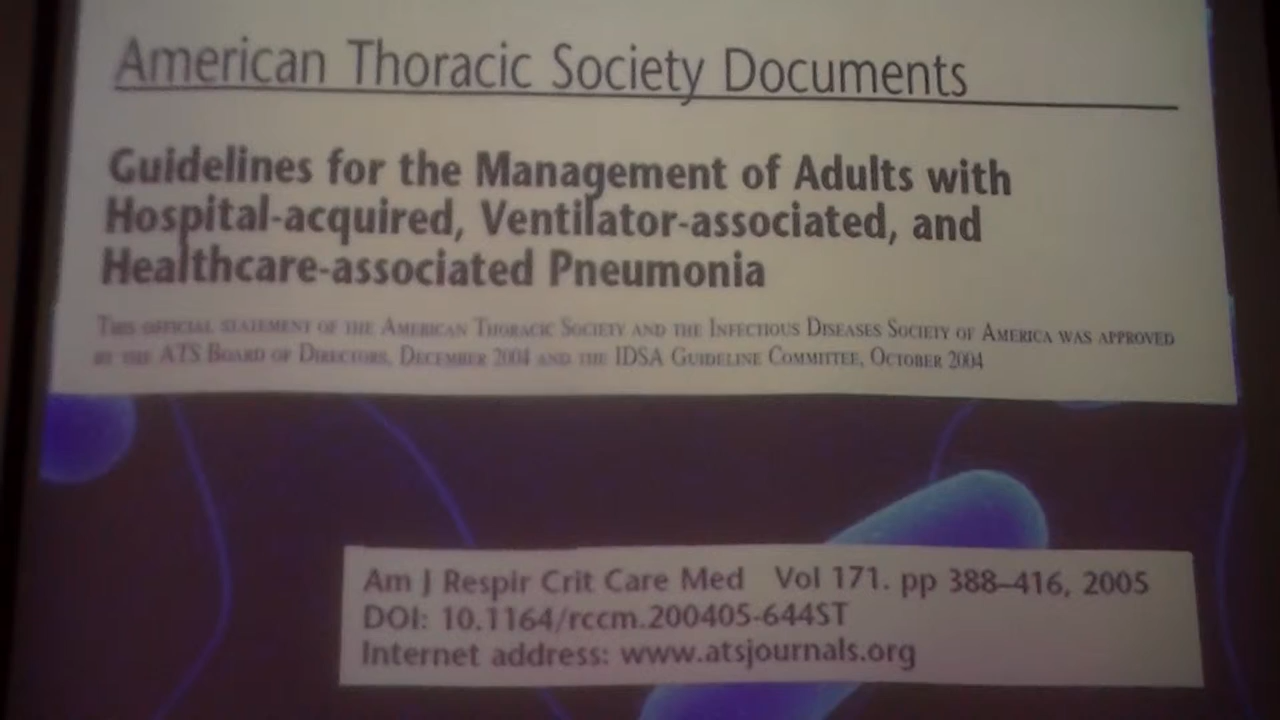 American Thoracic Society Documents
Guidelines for the Management of Adults with
Hospital-acquired, Ventilator-associated, and
Healthcare-associated Pneumonia
This official statement of the American Thoracic Society and the Infectious Diseases Society of America was approved
by the ATS Board of Directors, December 2004 and the IDSA Guideline Committee, October 2004
Am J Respir Crit Care Med Vol 171. pp 388–416, 2005
DOI: 10.1164/rccm.200405-644ST
Internet address: www.atsjournals.org